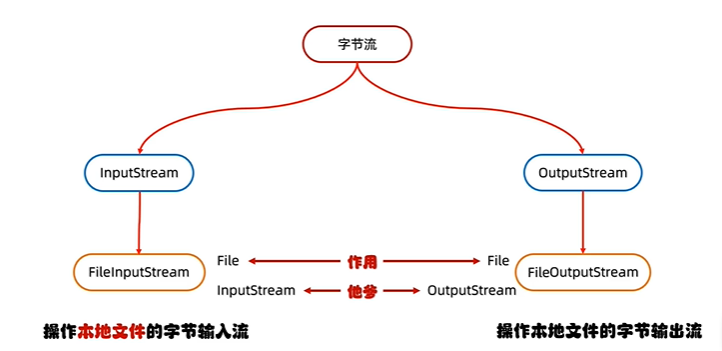 字节流
InputStream
OutputStream
FileInputStream
File
作用
File
FileOutputStream
InputStream
他爹
OutputStream
操作本地文件的字节输入流
操作本地文件的字节输出流